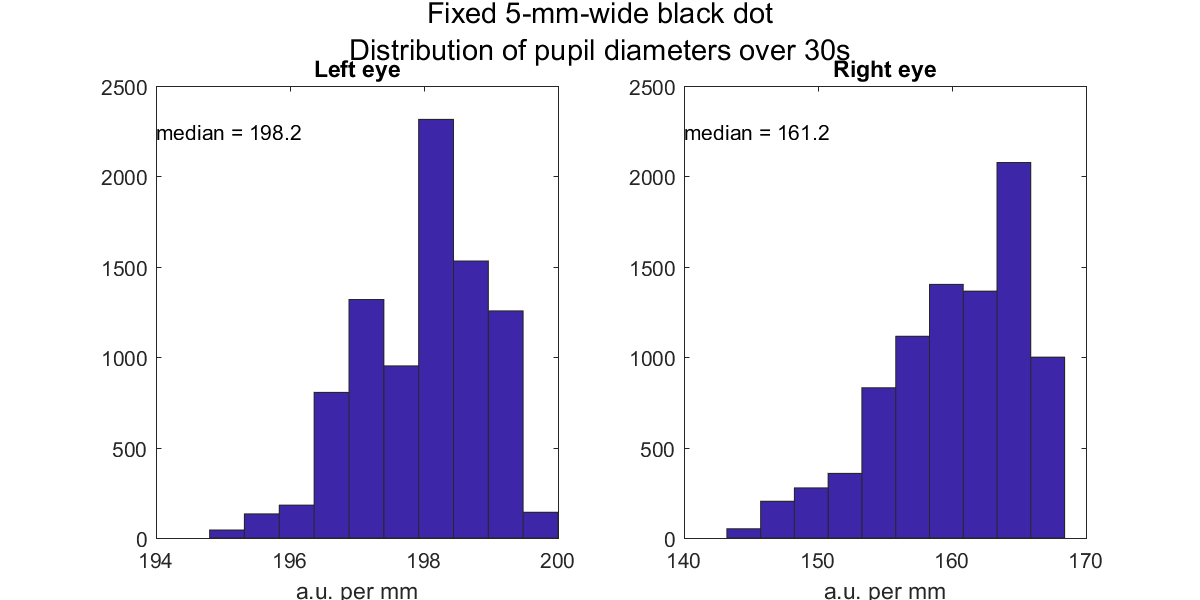 Fixed 5-mm-wide black dot
Distribution of pupil diameters over 30s
Left eye
2500
2000
1500
1000
500
0
median = 198.2
194 196 198 200
a.u. per mm
Right eye
2500
2000
1500
1000
500
0
median = 161.2
140 150 160 170
a.u. per mm